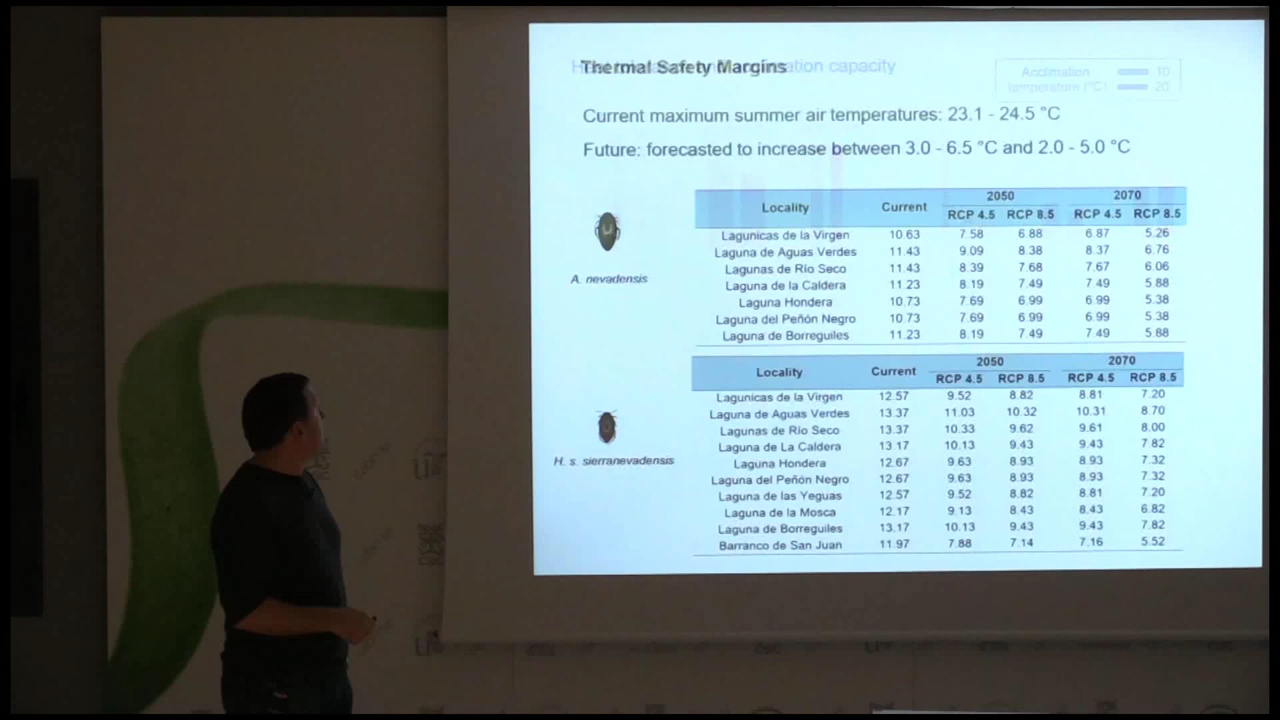 Thermal Safety Margins
ation capacity
Acclimation
temperature (°C)
10
20
Current maximum summer air temperatures: 23.1 - 24.5 °C
Future: forecasted to increase between 3.0 - 6.5 °C and 2.0 - 5.0 °C
Locality Current 2050 2070
RCP 4.5 RCP 8.5 RCP 4.5 RCP 8.5
Lagunicas de la Virgen 10.63 7.58 6.88 6.87 5.26
Laguna de Aguas Verdes 11.43 9.09 8.38 8.37 6.76
Lagunas de Río Seco 11.43 8.39 7.68 7.67 6.06
Laguna de la Caldera 11.23 8.19 7.49 7.49 5.88
Laguna Hondera 10.73 7.69 6.99 6.99 5.38
Laguna del Peñón Negro 10.73 7.69 6.99 6.99 5.38
Laguna de Borreguiles 11.23 8.19 7.49 7.49 5.88
A. nevadensis
Locality Current 2050 2070
RCP 4.5 RCP 8.5 RCP 4.5 RCP 8.5
Lagunicas de la Virgen 12.57 9.52 8.82 8.81 7.20
Laguna de Aguas Verdes 13.37 11.03 10.32 10.31 8.70
Lagunas de Río Seco 13.37 10.33 9.62 9.61 8.00
Laguna de La Caldera 13.17 10.13 9.43 9.43 7.82
Laguna Hondera 12.67 9.63 8.93 8.93 7.32
Laguna del Peñón Negro 12.67 9.63 8.93 8.93 7.32
Laguna de las Yeguas 12.57 9.52 8.82 8.81 7.20
Laguna de la Mosca 12.17 9.13 8.43 8.43 6.82
Laguna de Borreguiles 13.17 10.13 9.43 9.43 7.82
Barranco de San Juan 11.97 7.88 7.14 7.16 5.52
H. s. sierranevadensis